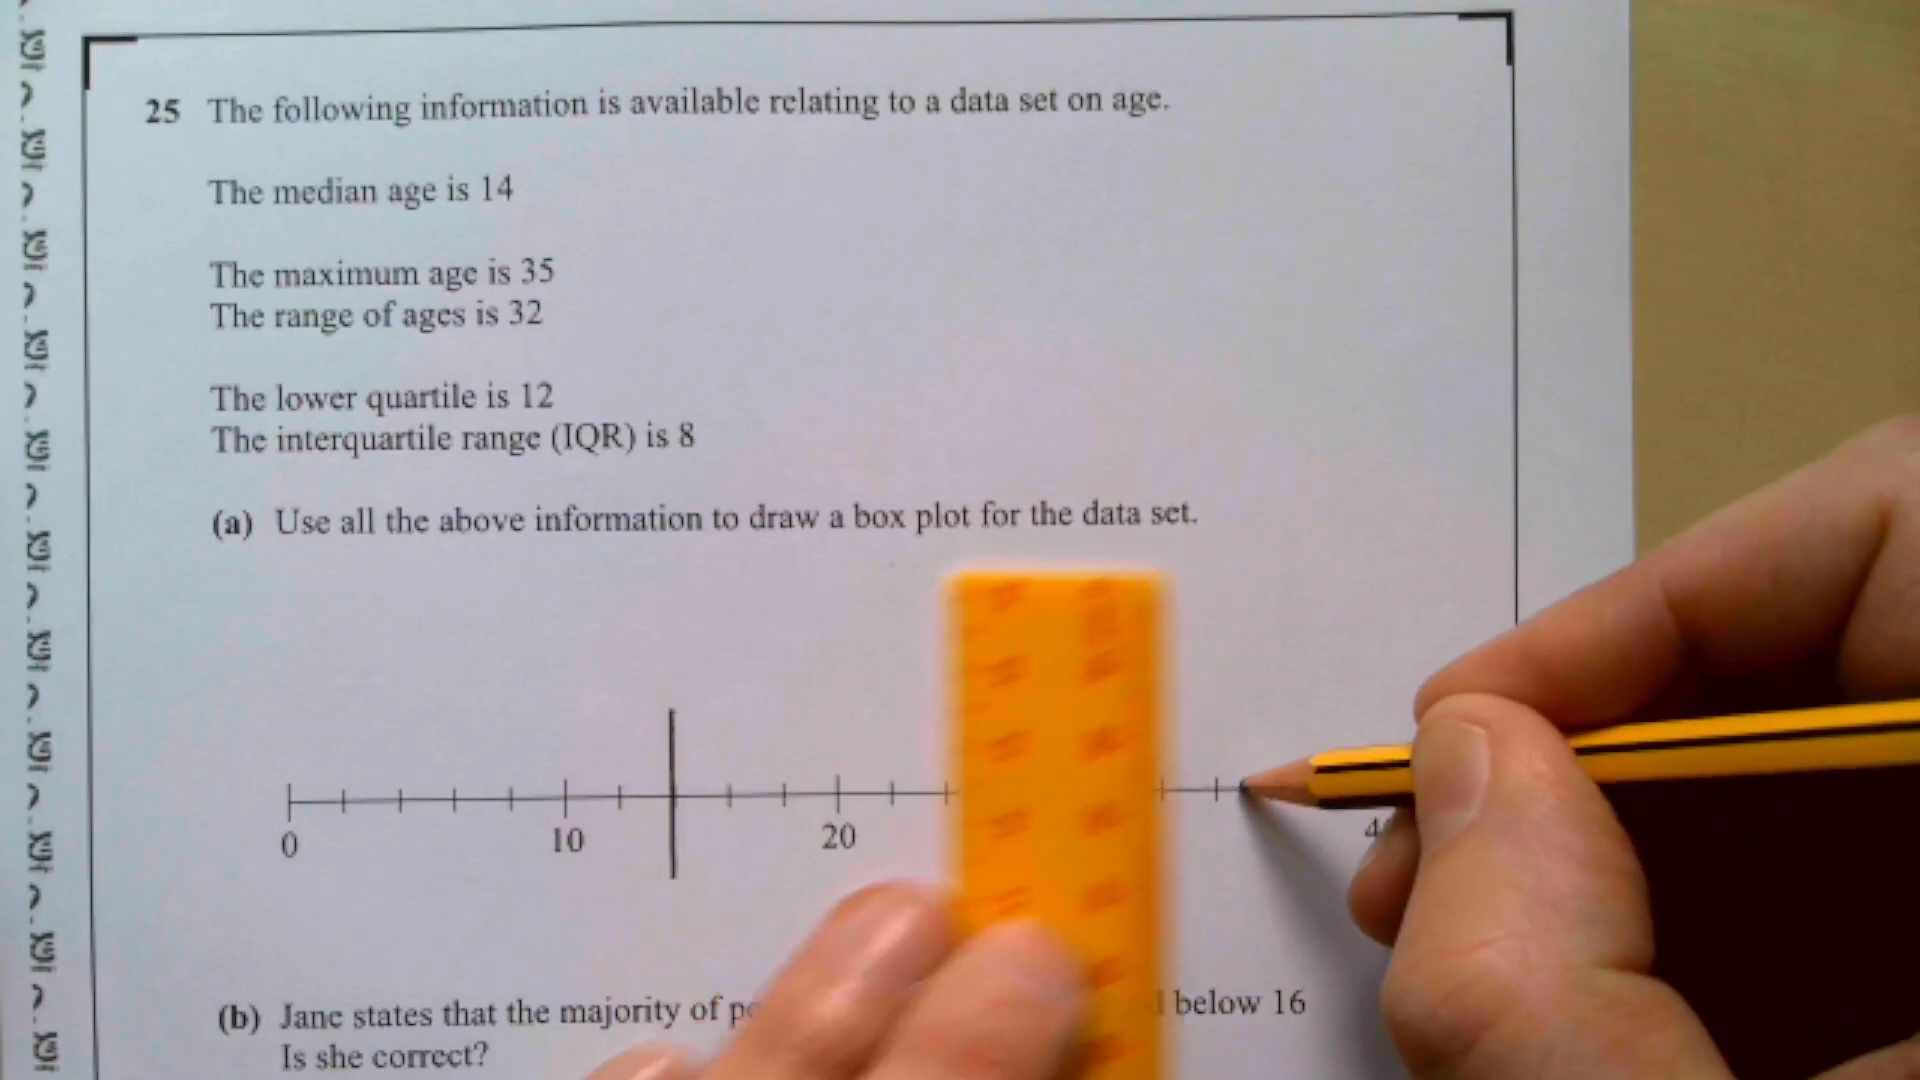 25 The following information is available relating to a data set on age.
The median age is 14
The maximum age is 35
The range of ages is 32
The lower quartile is 12
The interquartile range (IQR) is 8
(a) Use all the above information to draw a box plot for the data set.
0 10 20
(b) Jane states that the majority of below 16
Is she correct?